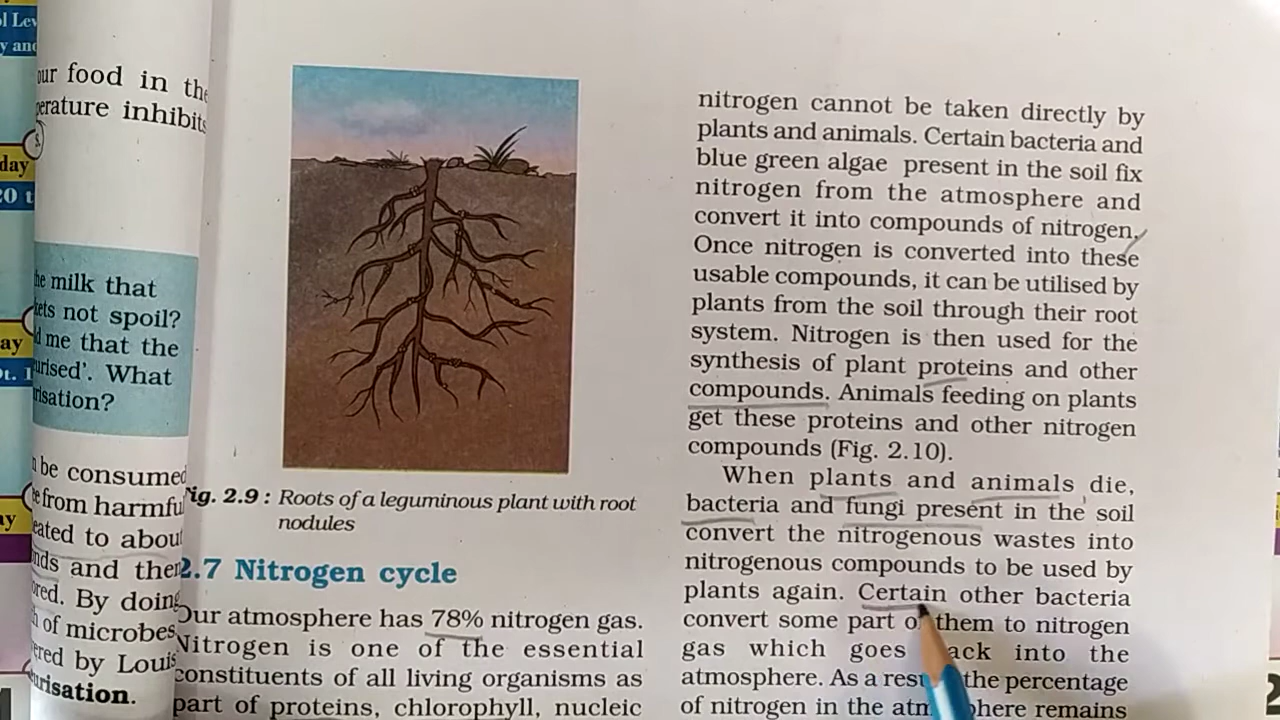 y and
our food in the
perature inhibits
day
milk that
not spoil?
me that the
What
be consumed
from harmful
to about
and then
By doing
of microbes
by Louis
Fig. 2.9 : Roots of a leguminous plant with root
nodules
2.7 Nitrogen cycle
Our atmosphere has 78% nitrogen gas.
Nitrogen is one of the essential
constituents of all living organisms as
part of proteins, chlorophyll, nucleic
nitrogen cannot be taken directly by
plants and animals. Certain bacteria and
blue green algae present in the soil fix
nitrogen from the atmosphere and
convert it into compounds of nitrogen.
Once nitrogen is converted into these
usable compounds, it can be utilised by
plants from the soil through their root
system. Nitrogen is then used for the
synthesis of plant proteins and other
compounds. Animals feeding on plants
get these proteins and other nitrogen
compounds (Fig. 2.10).
When plants and animals die,
bacteria and fungi present in the soil
convert the nitrogenous wastes into
nitrogenous compounds to be used by
plants again. Certain other bacteria
convert some part of them to nitrogen
gas which goes back into the
atmosphere. As a result the percentage
of nitrogen in the atmosphere remains